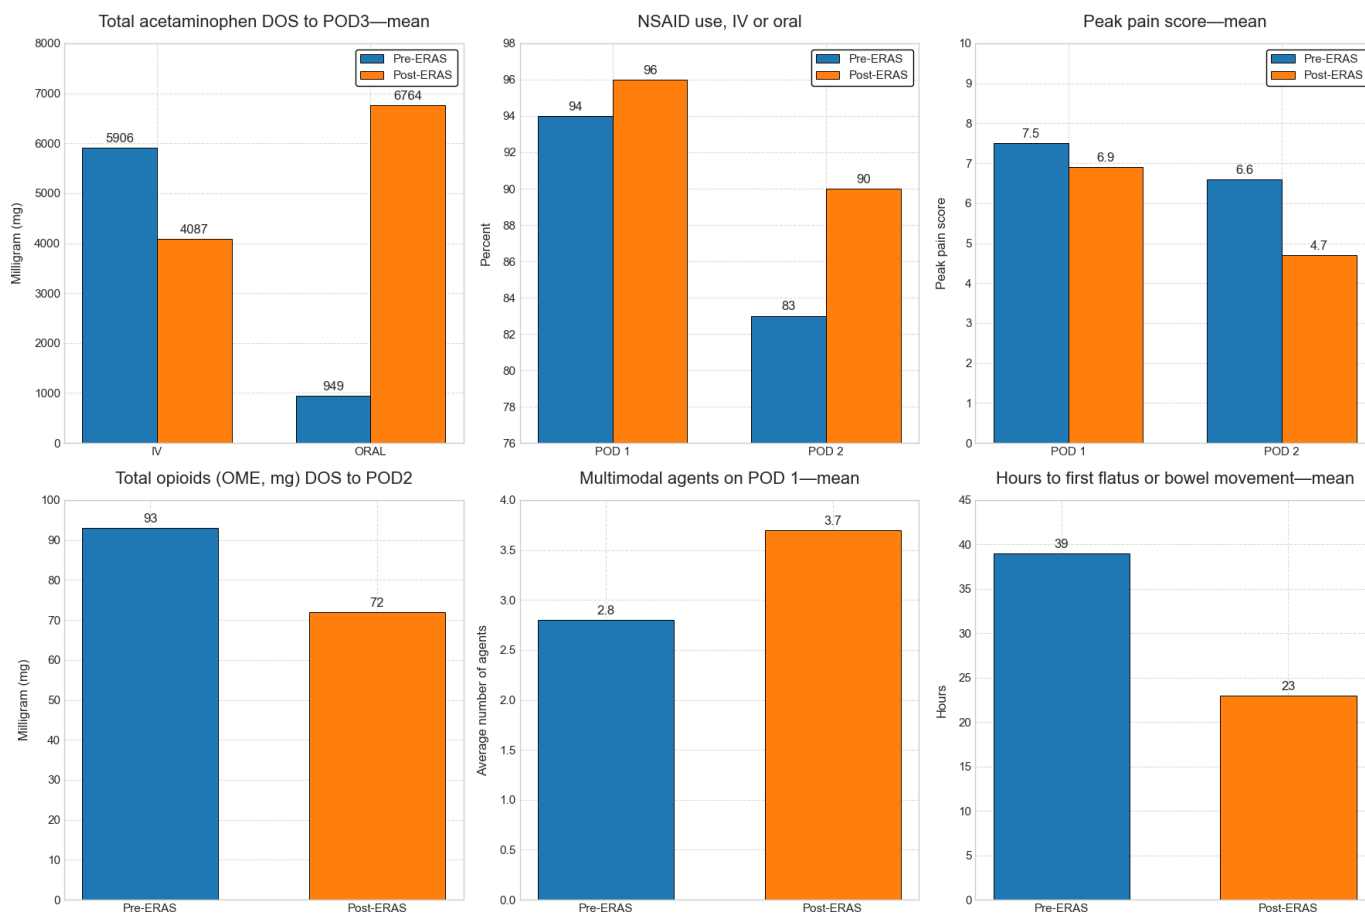 Total acetaminophen DOS to POD3—mean
Milligram (mg)
8000
7000
6000
5000
4000
3000
2000
1000
0
Pre-ERAS
Post-ERAS
5906
4087
949
6764
IV
ORAL
NSAID use, IV or oral
Percent
98
96
94
92
90
88
86
84
82
80
78
76
Pre-ERAS
Post-ERAS
94
96
83
90
POD 1
POD 2
Peak pain score—mean
Peak pain score
10
9
8
7
6
5
4
3
2
1
0
Pre-ERAS
Post-ERAS
7.5
6.9
6.6
4.7
POD 1
POD 2
Total opioids (OME, mg) DOS to POD2
Milligram (mg)
100
90
80
70
60
50
40
30
20
10
0
93
72
Pre-ERAS
Post-ERAS
Multimodal agents on POD 1—mean
Average number of agents
4.0
3.5
3.0
2.5
2.0
1.5
1.0
0.5
0.0
2.8
3.7
Pre-ERAS
Post-ERAS
Hours to first flatus or bowel movement—mean
Hours
45
40
35
30
25
20
15
10
5
0
39
23
Pre-ERAS
Post-ERAS